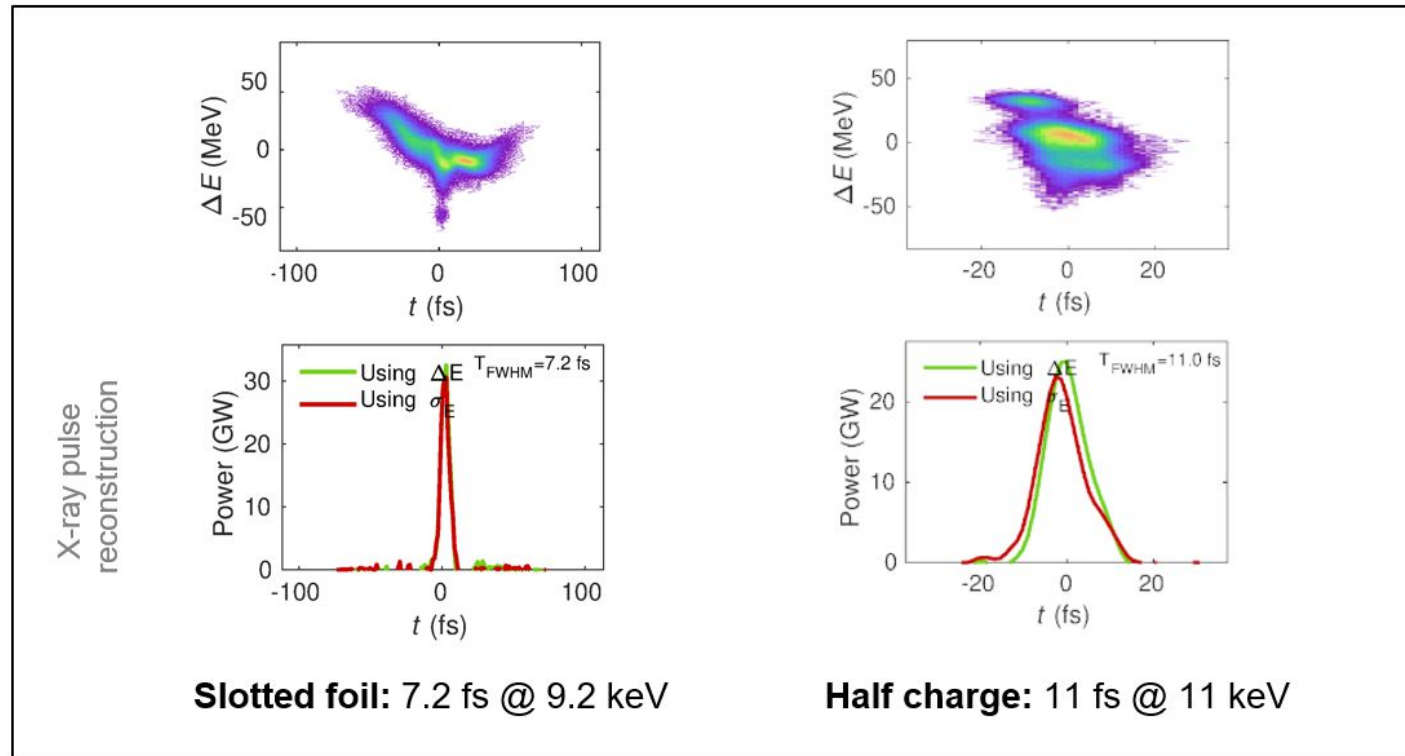 50
0
-50
ΔE (MeV)
-100
0
100
t (fs)
50
0
-50
ΔE (MeV)
-20
0
20
t (fs)
X-ray pulse
reconstruction
30
20
10
0
Power (GW)
Using ΔE
Using σE
TFWHM=7.2 fs
-100
0
100
t (fs)
20
10
0
Power (GW)
Using ΔE
Using σE
TFWHM=11.0 fs
-20
0
20
t (fs)
Slotted foil: 7.2 fs @ 9.2 keV
Half charge: 11 fs @ 11 keV